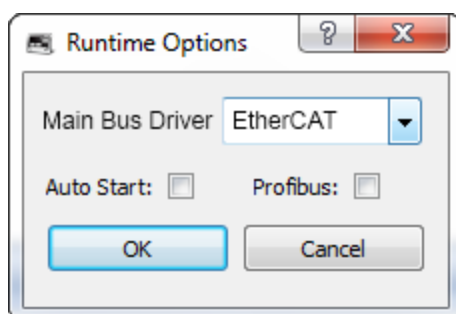 Runtime Options
Main Bus Driver EtherCAT
Auto Start: Profibus:
OK Cancel